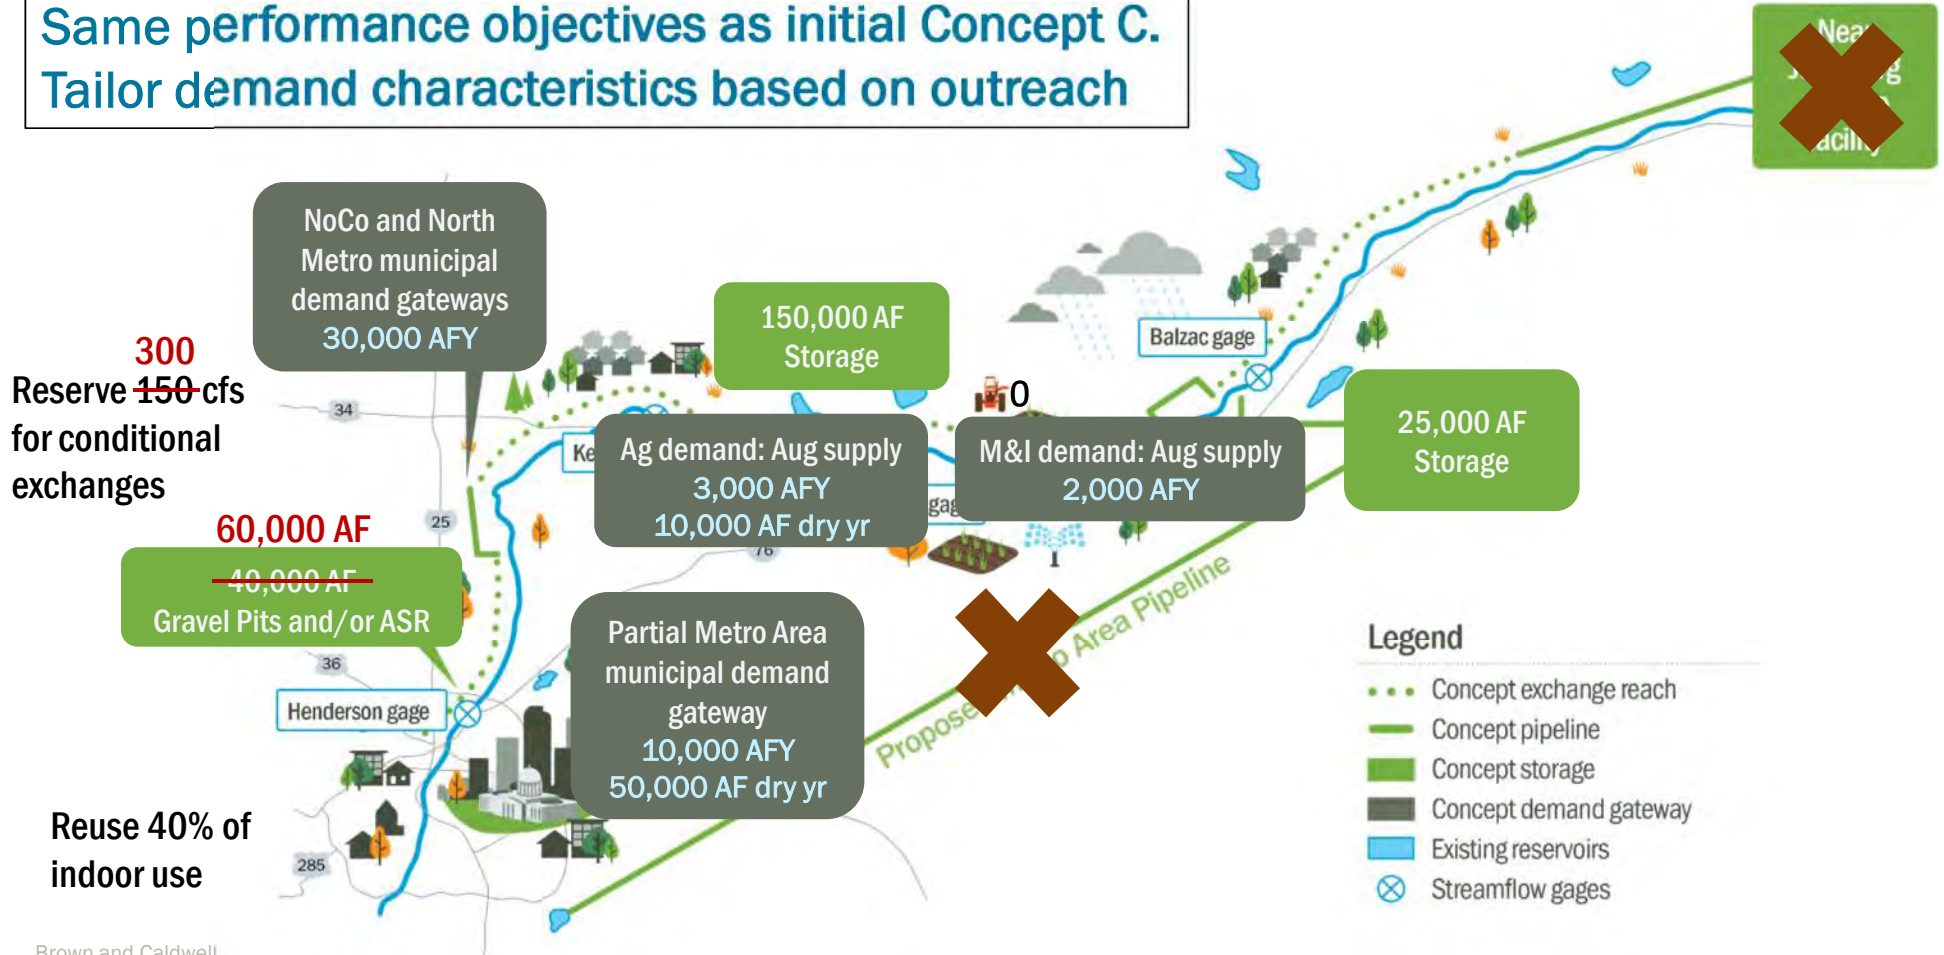 Same performance objectives as initial Concept C.
Tailor demand characteristics based on outreach
NoCo and North
Metro municipal
demand gateways
30,000 AFY
150,000 AF
Storage
Balzac gage
300
Reserve 150 cfs
for conditional
exchanges
34
0
Ag demand: Aug supply
3,000 AFY
10,000 AF dry yr
M&I demand: Aug supply
2,000 AFY
25,000 AF
Storage
25
76
60,000 AF
40,000 AF
Gravel Pits and/or ASR
36
Henderson gage
Partial Metro Area
municipal demand
gateway
10,000 AFY
50,000 AF dry yr
Area Pipeline
Reuse 40% of
indoor use
285
Legend
Concept exchange reach
Concept pipeline
Concept storage
Concept demand gateway
Existing reservoirs
Streamflow gages
Brown and Caldwell